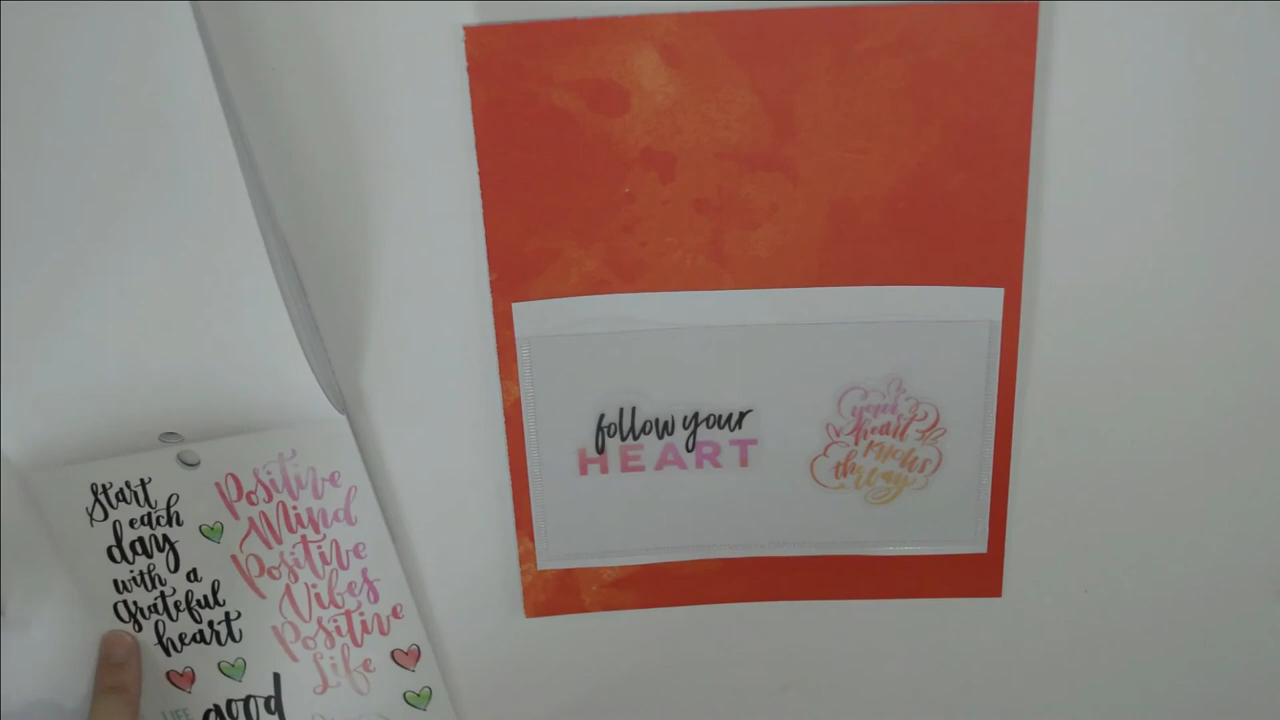 Start
each
day
with a
grateful
heart
Positive
Mind
Positive
Vibes
Positive
Life
LIFE
good
follow your
HEART
your
heart
KNOWS
the way